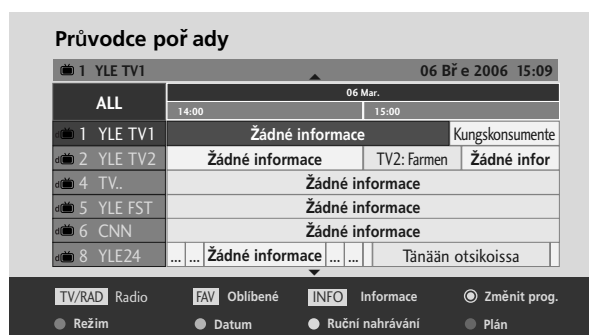 Průvodce poř ady
1 YLE TV1 06 Bř e 2006 15:09
ALL 06 Mar.
14:00 15:00
1 YLE TV1 Žádné informace Kungskonsumente
2 YLE TV2 Žádné informace TV2: Farmen Žádné infor
4 TV.. Žádné informace
5 YLE FST Žádné informace
6 CNN Žádné informace
8 YLE24 ... ... Žádné informace ... ... Tänään otsikoissa
TV/RAD Radio FAV Oblíbené INFO Informace Změnit prog.
Režim Datum Ruční nahrávání Plán